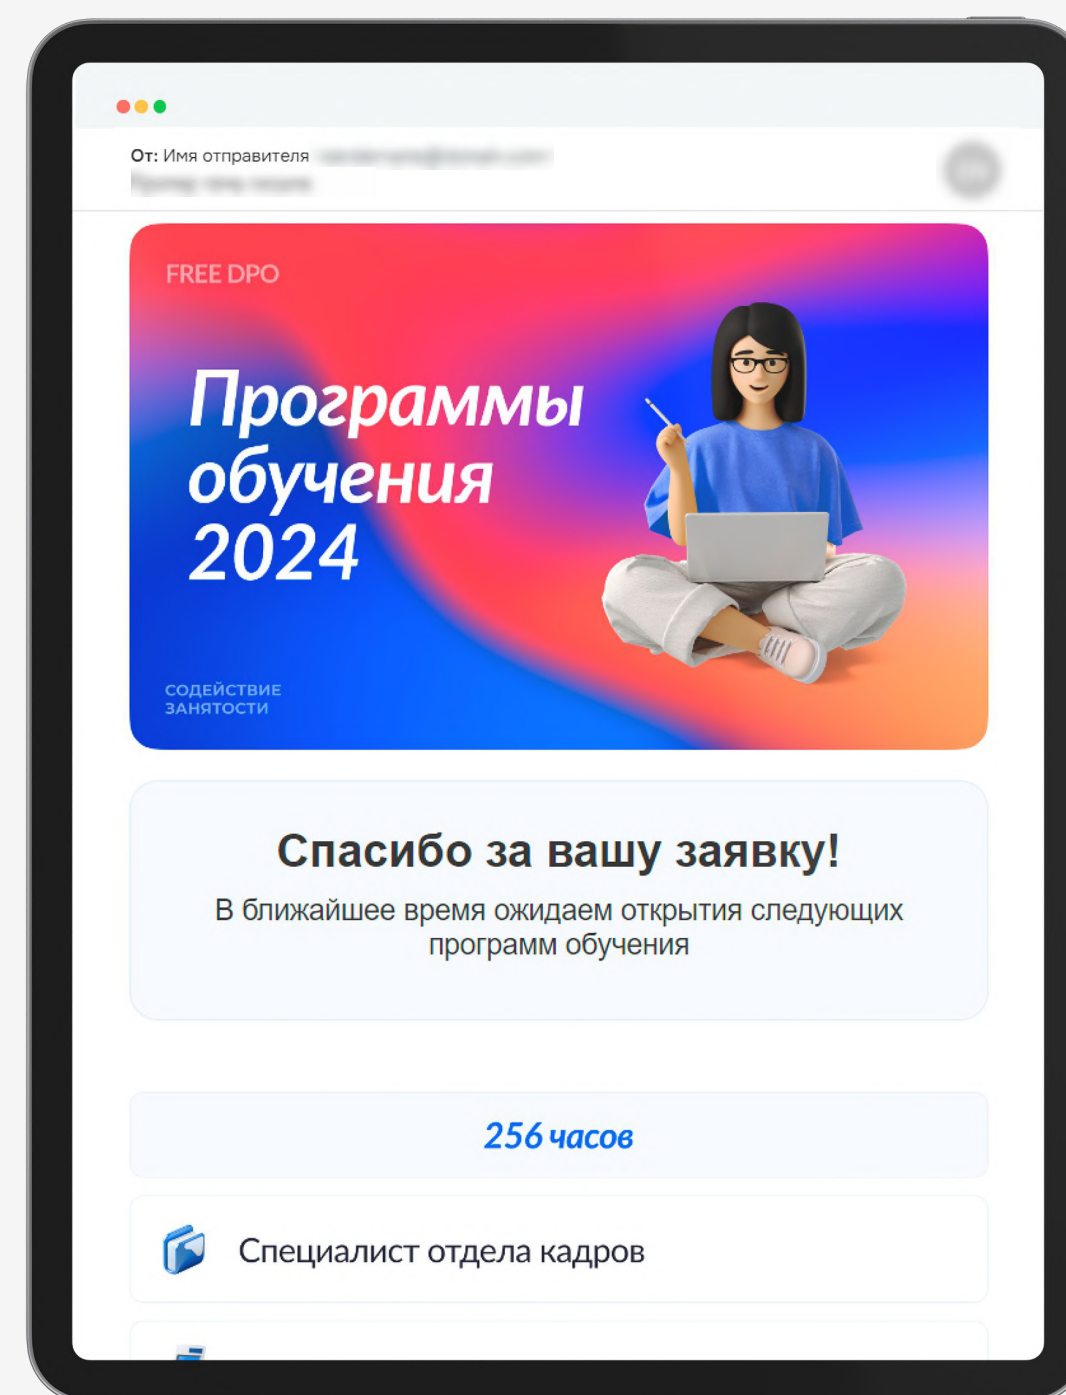 От: Имя отправителя
FREE DPO
Программы
обучения
2024
СОДЕЙСТВИЕ
ЗАНЯТОСТИ
Спасибо за вашу заявку!
В ближайшее время ожидаем открытия следующих
программ обучения
256 часов
Специалист отдела кадров